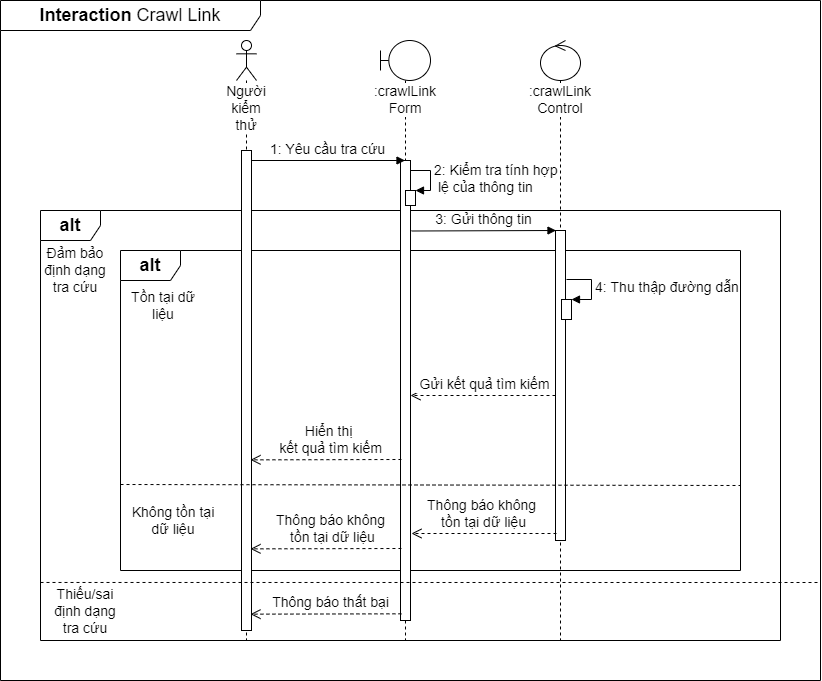 Interaction Crawl Link
Người
kiểm
thử
:crawlLink
Form
:crawlLink
Control
1: Yêu cầu tra cứu
2: Kiểm tra tính hợp
lệ của thông tin
alt
3: Gửi thông tin
Đảm bảo
định dạng
tra cứu
alt
Tồn tại dữ
liệu
4: Thu thập đường dẫn
Gửi kết quả tìm kiếm
Hiển thị
kết quả tìm kiếm
Không tồn tại
dữ liệu
Thông báo không
tồn tại dữ liệu
Thông báo không
tồn tại dữ liệu
Thiếu/sai
định dạng
tra cứu
Thông báo thất bại